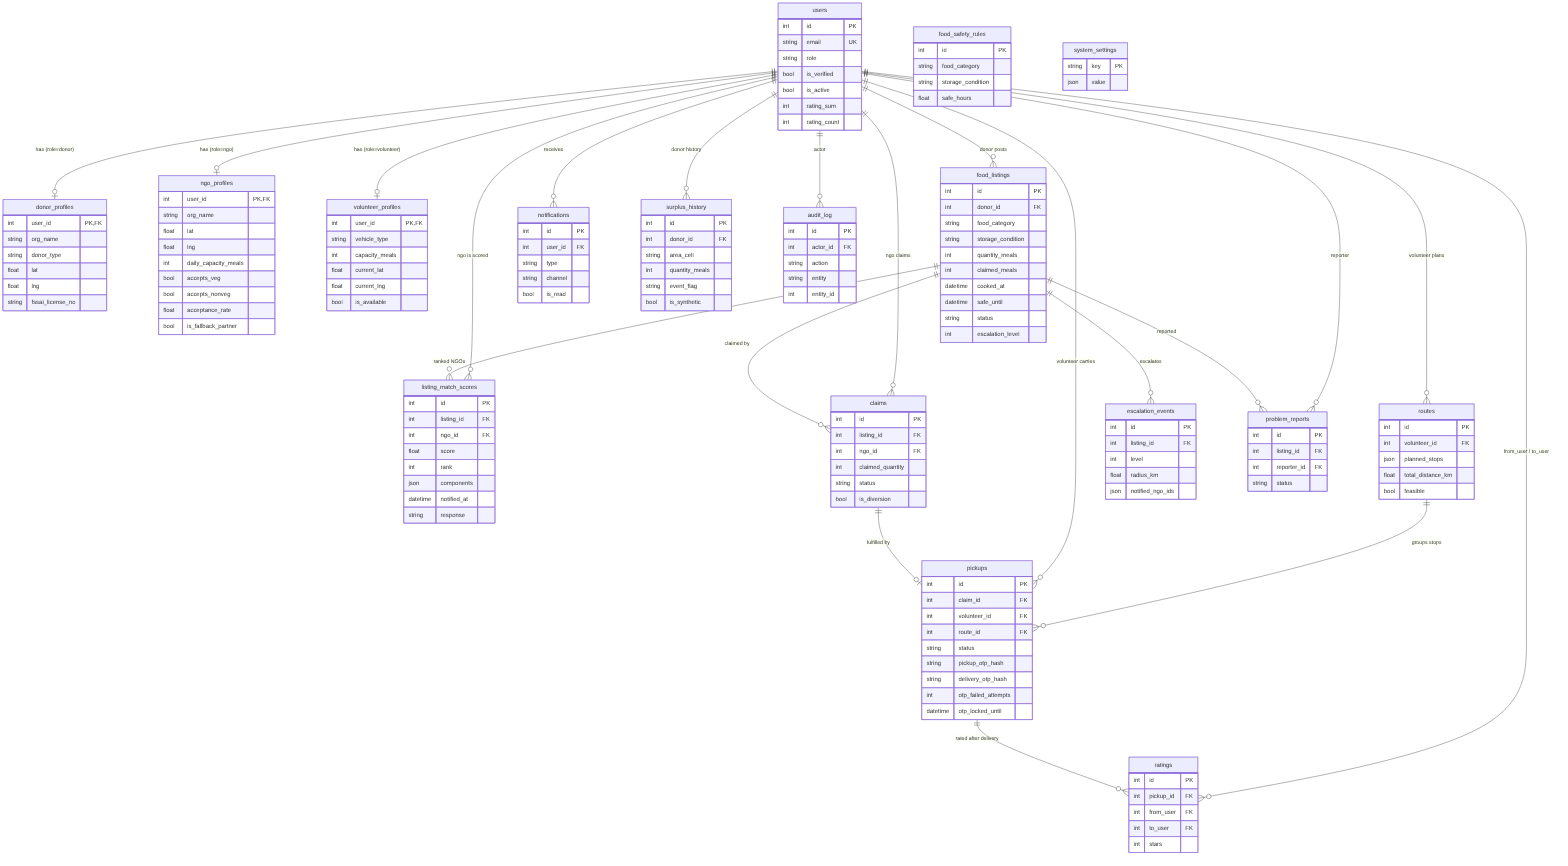 users
int id PK
string email UK
string role
bool is_verified
bool is_active
int rating_sum
int rating_count
food_safety_rules
int id PK
string food_category
string storage_condition
float safe_hours
system_settings
string key PK
json value
has (role=donor)
has (role=ngo)
has (role=volunteer)
receives
donor history
actor
donor posts
ngo is scored
ngo claims
volunteer carries
reporter
volunteer plans
from_user / to_user
donor_profiles
int user_id PK,FK
string org_name
string donor_type
float lat
float lng
string fssai_license_no
ngo_profiles
int user_id PK,FK
string org_name
float lat
float lng
int daily_capacity_meals
bool accepts_veg
bool accepts_nonveg
float acceptance_rate
bool is_fallback_partner
volunteer_profiles
int user_id PK,FK
string vehicle_type
int capacity_meals
float current_lat
float current_lng
bool is_available
notifications
int id PK
int user_id FK
string type
string channel
bool is_read
surplus_history
int id PK
int donor_id FK
string area_cell
int quantity_meals
string event_flag
bool is_synthetic
audit_log
int id PK
int actor_id FK
string action
string entity
int entity_id
food_listings
int id PK
int donor_id FK
string food_category
string storage_condition
int quantity_meals
int claimed_meals
datetime cooked_at
datetime safe_until
string status
int escalation_level
ranked NGOs
claimed by
escalates
reported
listing_match_scores
int id PK
int listing_id FK
int ngo_id FK
float score
int rank
json components
datetime notified_at
string response
claims
int id PK
int listing_id FK
int ngo_id FK
int claimed_quantity
string status
bool is_diversion
escalation_events
int id PK
int listing_id FK
int level
float radius_km
json notified_ngo_ids
problem_reports
int id PK
int listing_id FK
int reporter_id FK
string status
routes
int id PK
int volunteer_id FK
json planned_stops
float total_distance_km
bool feasible
fulfilled by
groups stops
pickups
int id PK
int claim_id FK
int volunteer_id FK
int route_id FK
string status
string pickup_otp_hash
string delivery_otp_hash
int otp_failed_attempts
datetime otp_locked_until
rated after delivery
ratings
int id PK
int pickup_id FK
int from_user FK
int to_user FK
int stars